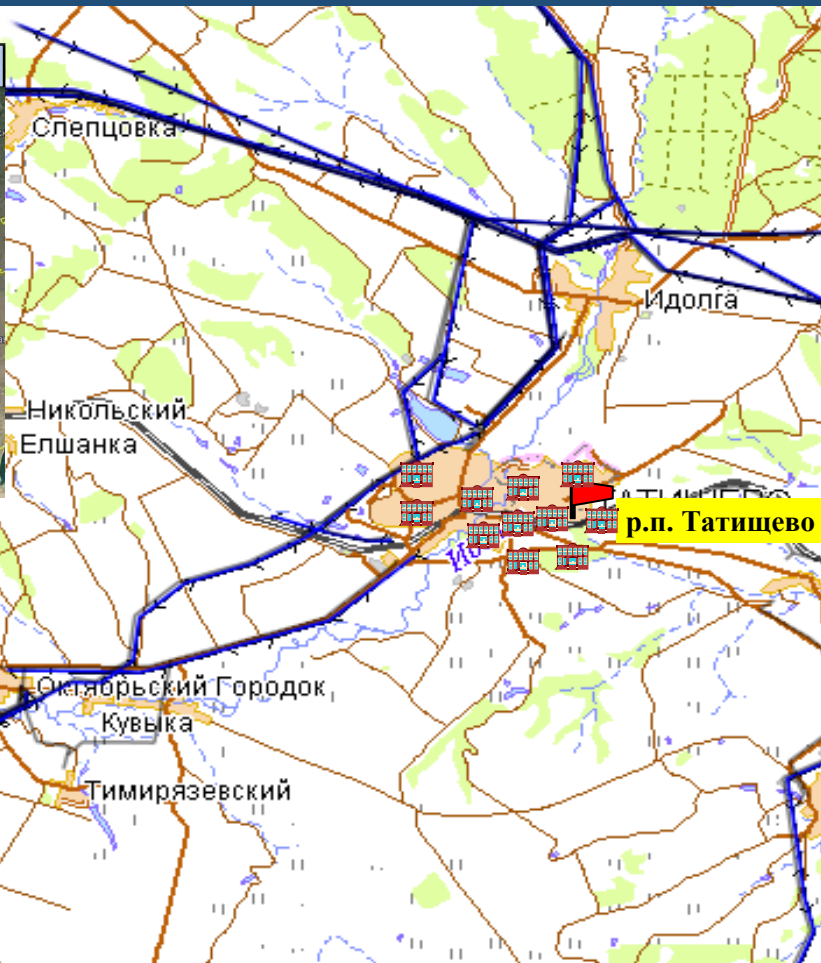 Слепцовка
Идолга
Никольский
Елшанка
р.п. Татищево
Октябрьский Городок
Кувыка
Тимирязевский